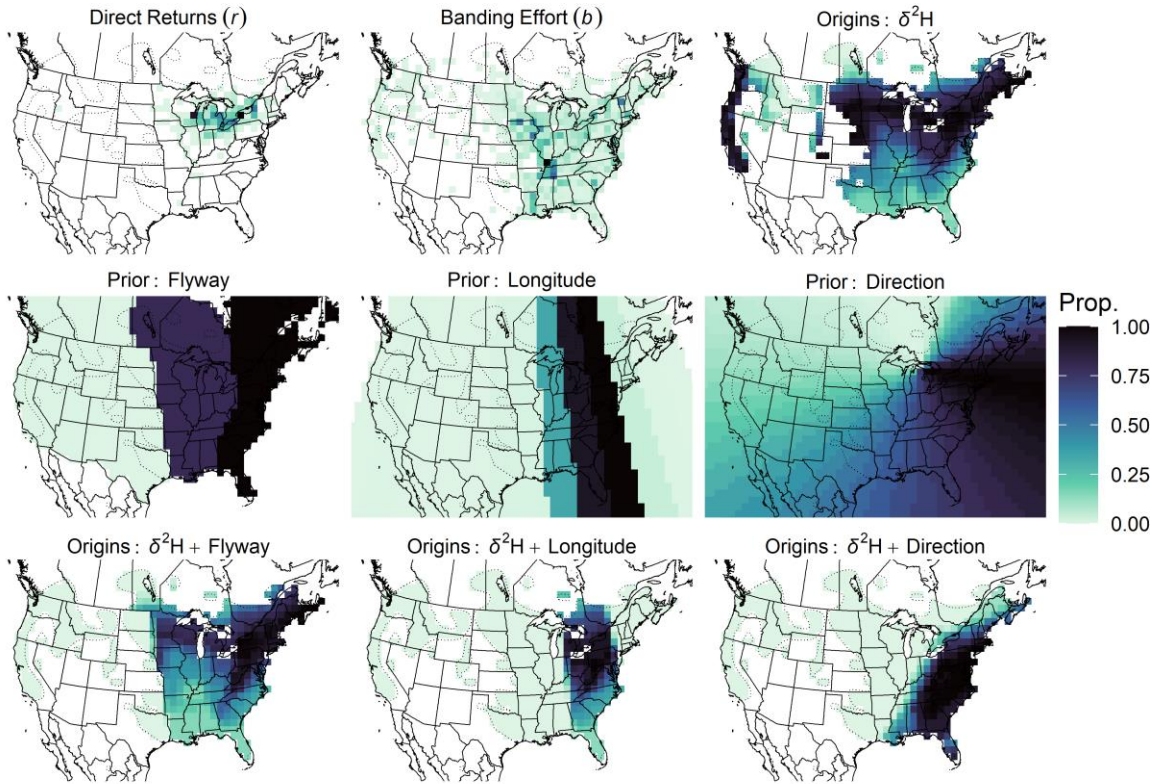 Direct Returns (r)
Banding Effort (b)
Origins: δ²H
Prior: Flyway
Prior: Longitude
Prior: Direction
Prop.
1.00
0.75
0.50
0.25
0.00
Origins: δ²H + Flyway
Origins: δ²H + Longitude
Origins: δ²H + Direction